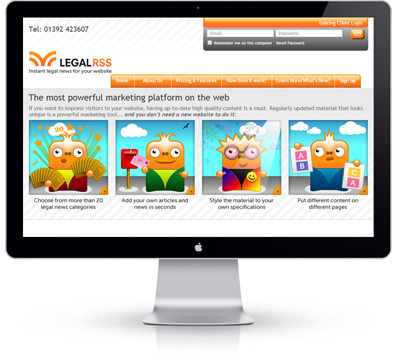 Existing Client Login
Tel: 01392 423607
Email
Password
GO
Remember me on this computer
Reset Password
LEGALRSS
Instant legal news for your website
Home
About Us
Pricing & Features
How does it work?
Learn More/What's New?
Sign up
The most powerful marketing platform on the web
If you want to impress visitors to your website, having up-to-date high quality content is a must. Regularly updated material that looks
unique is a powerful marketing tool... and you don't need a new website to do it:
20
A
B
C
A
Choose from more than 20
legal news categories
Add your own articles and
news in seconds
Style the material to your
own specifications
Put different content on
different pages